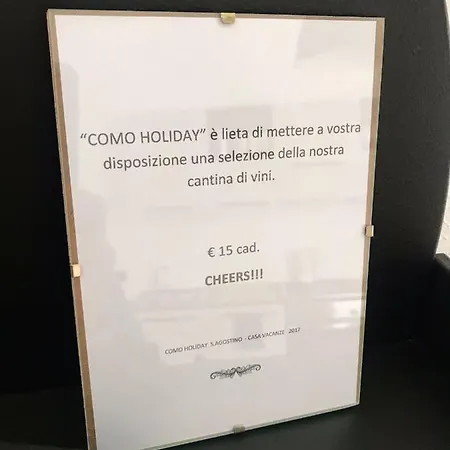 “COMO HOLIDAY” è lieta di mettere a vostra
disposizione una selezione della nostra
cantina di vini.
€ 15 cad.
CHEERS!!!
COMO HOLIDAY S.AGOSTINO - CASA VACANZE 2017